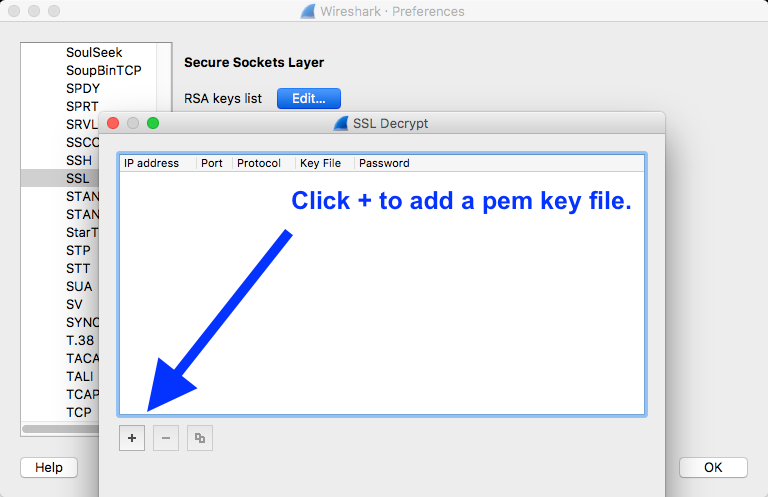 Wireshark · Preferences
SoulSeek
SoupBinTCP
SPDY
SPRT
SRVL
SSCO
SSH
SSL
STAN
STAN
StarT
STP
STT
SUA
SV
SYNC
T.38
TACA
TALI
TCAP
TCP
Secure Sockets Layer
RSA keys list Edit...
SSL Decrypt
IP address Port Protocol Key File Password
Click + to add a pem key file.
+ −
Help OK